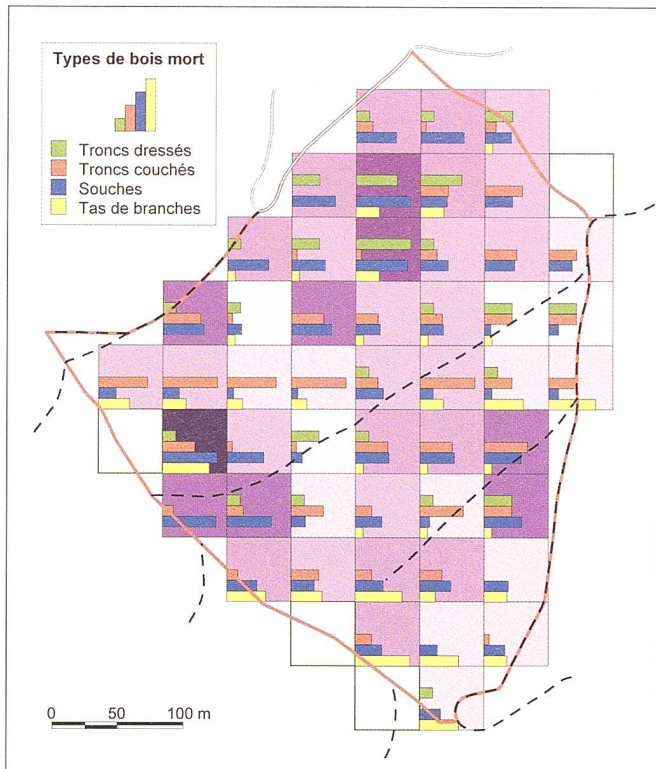 Types de bois mort
Troncs dressés
Troncs couchés
Souches
Tas de branches
0 50 100 m